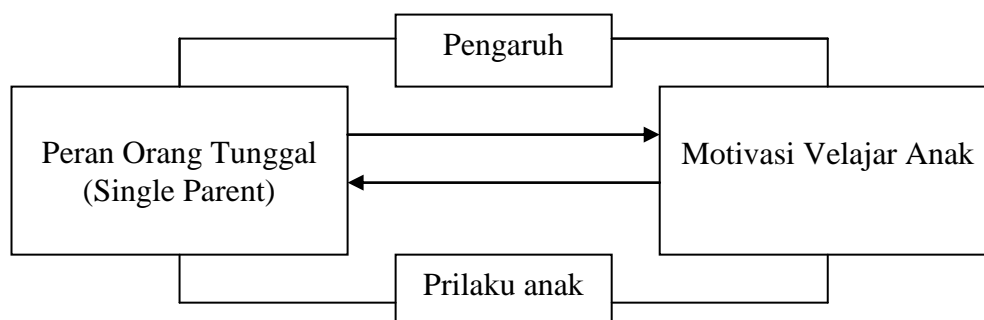 Pengaruh
Peran Orang Tunggal
(Single Parent)
Motivasi Velajar Anak
Prilaku anak